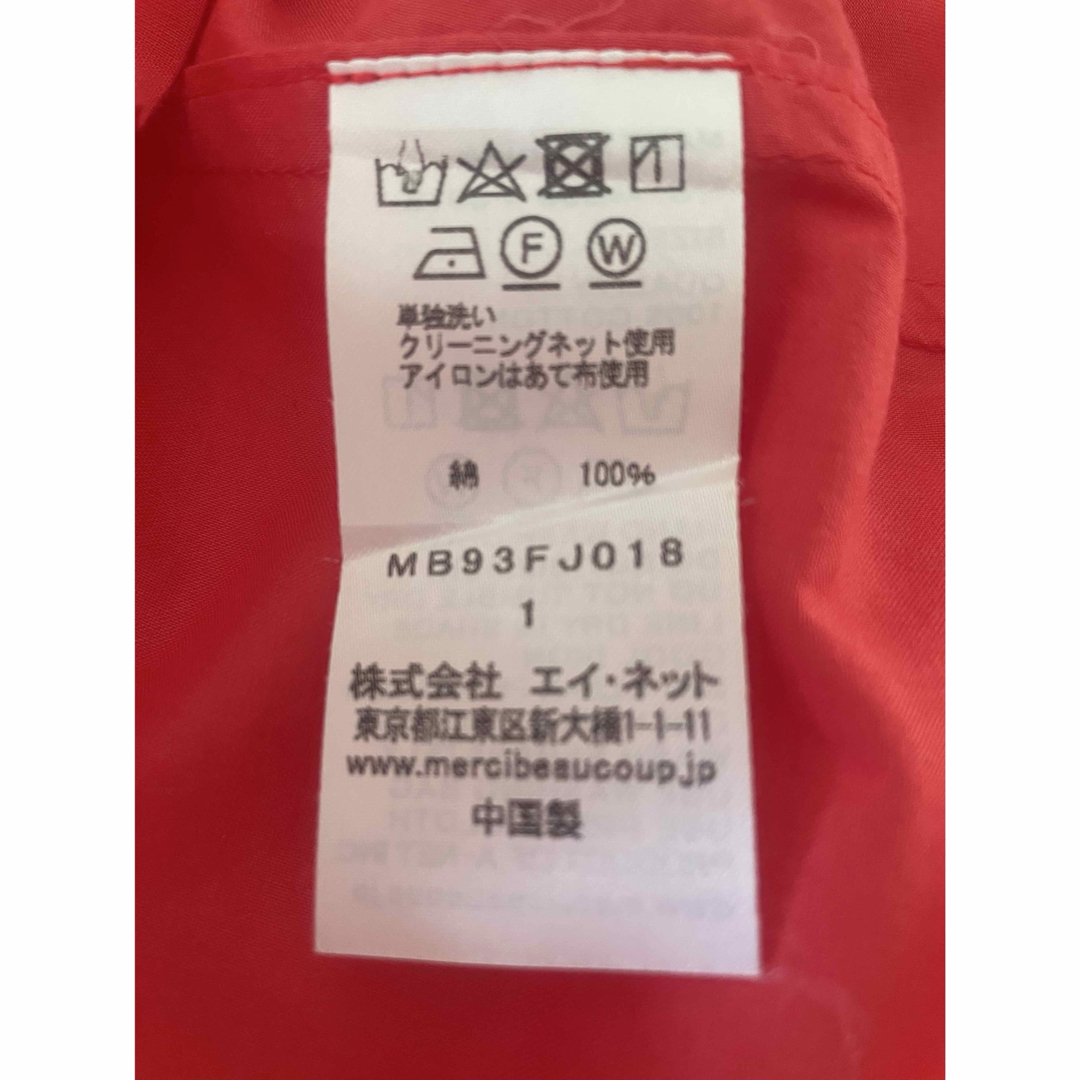 F W
単独洗い
クリーニングネット使用
アイロンはあて布使用
綿 100%
MB93FJ018
1
株式会社 エイ・ネット
東京都江東区新大橋1-1-11
www.mercibeaucoup.jp
中国製